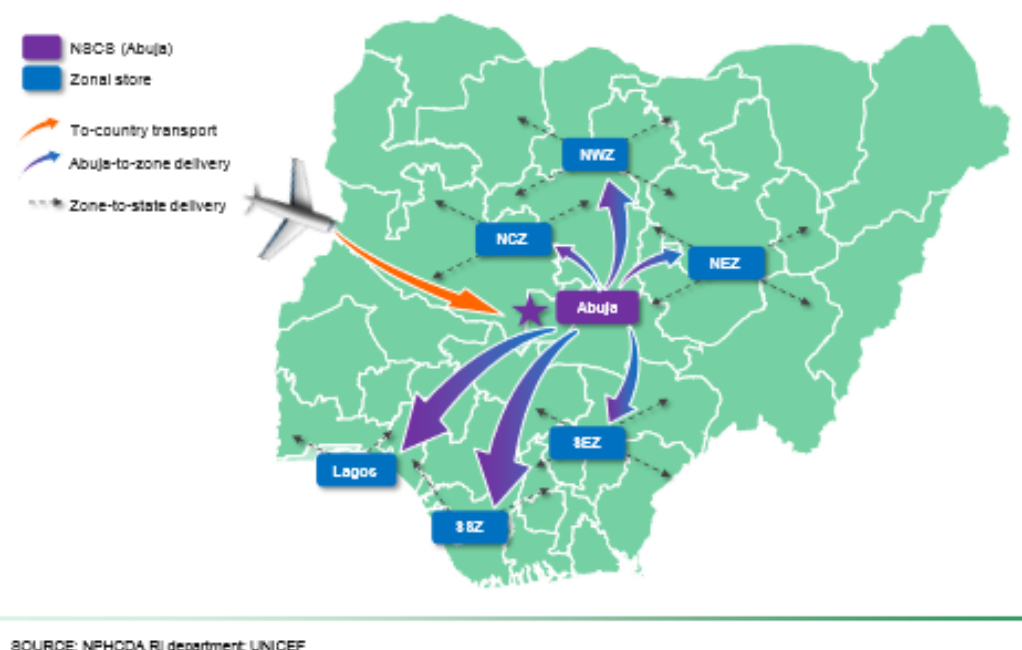 NSCS (Abuja)
Zonal store
To-country transport
Abuja-to-zone delivery
Zone-to-state delivery
NWZ
NCZ
NEZ
Abuja
SEZ
Lagos
SSZ
SOURCE: NPHCDA RI department; UNICEF